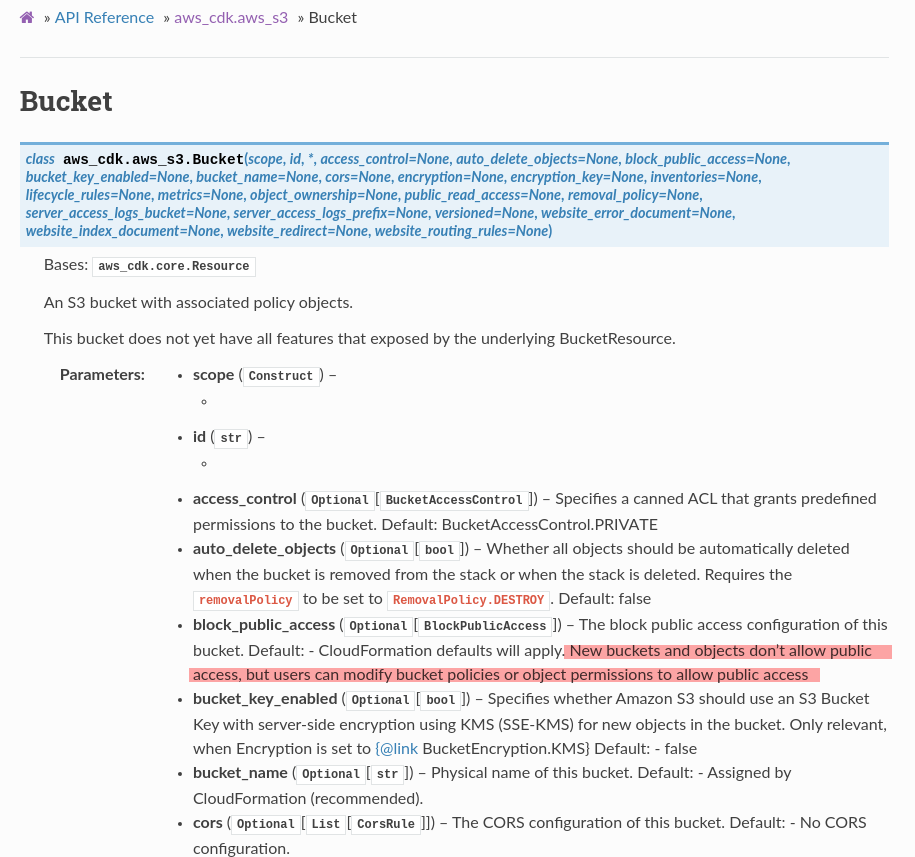 » API Reference » aws_cdk.aws_s3 » Bucket
Bucket
class aws_cdk.aws_s3.Bucket(scope, id, *, access_control=None, auto_delete_objects=None, block_public_access=None,
bucket_key_enabled=None, bucket_name=None, cors=None, encryption=None, encryption_key=None, inventories=None,
lifecycle_rules=None, metrics=None, object_ownership=None, public_read_access=None, removal_policy=None,
server_access_logs_bucket=None, server_access_logs_prefix=None, versioned=None, website_error_document=None,
website_index_document=None, website_redirect=None, website_routing_rules=None)
Bases: aws_cdk.core.Resource
An S3 bucket with associated policy objects.
This bucket does not yet have all features that exposed by the underlying BucketResource.
Parameters: • scope (Construct) –
◦
• id (str) –
◦
• access_control (Optional[BucketAccessControl]) – Specifies a canned ACL that grants predefined
permissions to the bucket. Default: BucketAccessControl.PRIVATE
• auto_delete_objects (Optional[bool]) – Whether all objects should be automatically deleted
when the bucket is removed from the stack or when the stack is deleted. Requires the
removalPolicy to be set to RemovalPolicy.DESTROY. Default: false
• block_public_access (Optional[BlockPublicAccess]) – The block public access configuration of this
bucket. Default: - CloudFormation defaults will apply. New buckets and objects don’t allow public
access, but users can modify bucket policies or object permissions to allow public access
• bucket_key_enabled (Optional[bool]) – Specifies whether Amazon S3 should use an S3 Bucket
Key with server-side encryption using KMS (SSE-KMS) for new objects in the bucket. Only relevant,
when Encryption is set to {@link BucketEncryption.KMS} Default: - false
• bucket_name (Optional[str]) – Physical name of this bucket. Default: - Assigned by
CloudFormation (recommended).
• cors (Optional[List[CorsRule]]) – The CORS configuration of this bucket. Default: - No CORS
configuration.